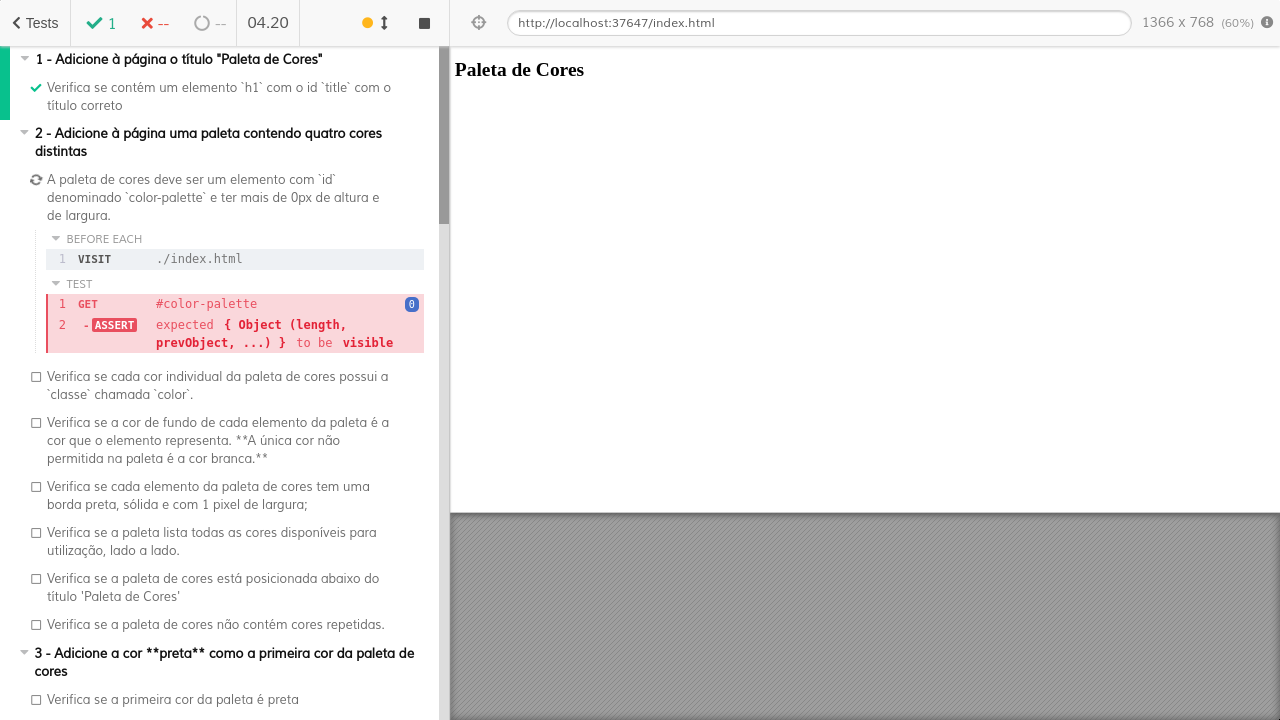 Tests
1
--
--
04.20
http://localhost:37647/index.html
1366 x 768 (60%)
1 - Adicione à página o título "Paleta de Cores"
Verifica se contém um elemento `h1` com o id `title` com o
título correto
2 - Adicione à página uma paleta contendo quatro cores
distintas
A paleta de cores deve ser um elemento com `id`
denominado `color-palette` e ter mais de 0px de altura e
de largura.
BEFORE EACH
1 VISIT ./index.html
TEST
1 GET #color-palette 0
2 -ASSERT expected { Object (length,
prevObject, ...) } to be visible
Verifica se cada cor individual da paleta de cores possui a
`classe` chamada `color`.
Verifica se a cor de fundo de cada elemento da paleta é a
cor que o elemento representa. **A única cor não
permitida na paleta é a cor branca.**
Verifica se cada elemento da paleta de cores tem uma
borda preta, sólida e com 1 pixel de largura;
Verifica se a paleta lista todas as cores disponíveis para
utilização, lado a lado.
Verifica se a paleta de cores está posicionada abaixo do
título 'Paleta de Cores'
Verifica se a paleta de cores não contém cores repetidas.
3 - Adicione a cor **preta** como a primeira cor da paleta de
cores
Verifica se a primeira cor da paleta é preta
Paleta de Cores